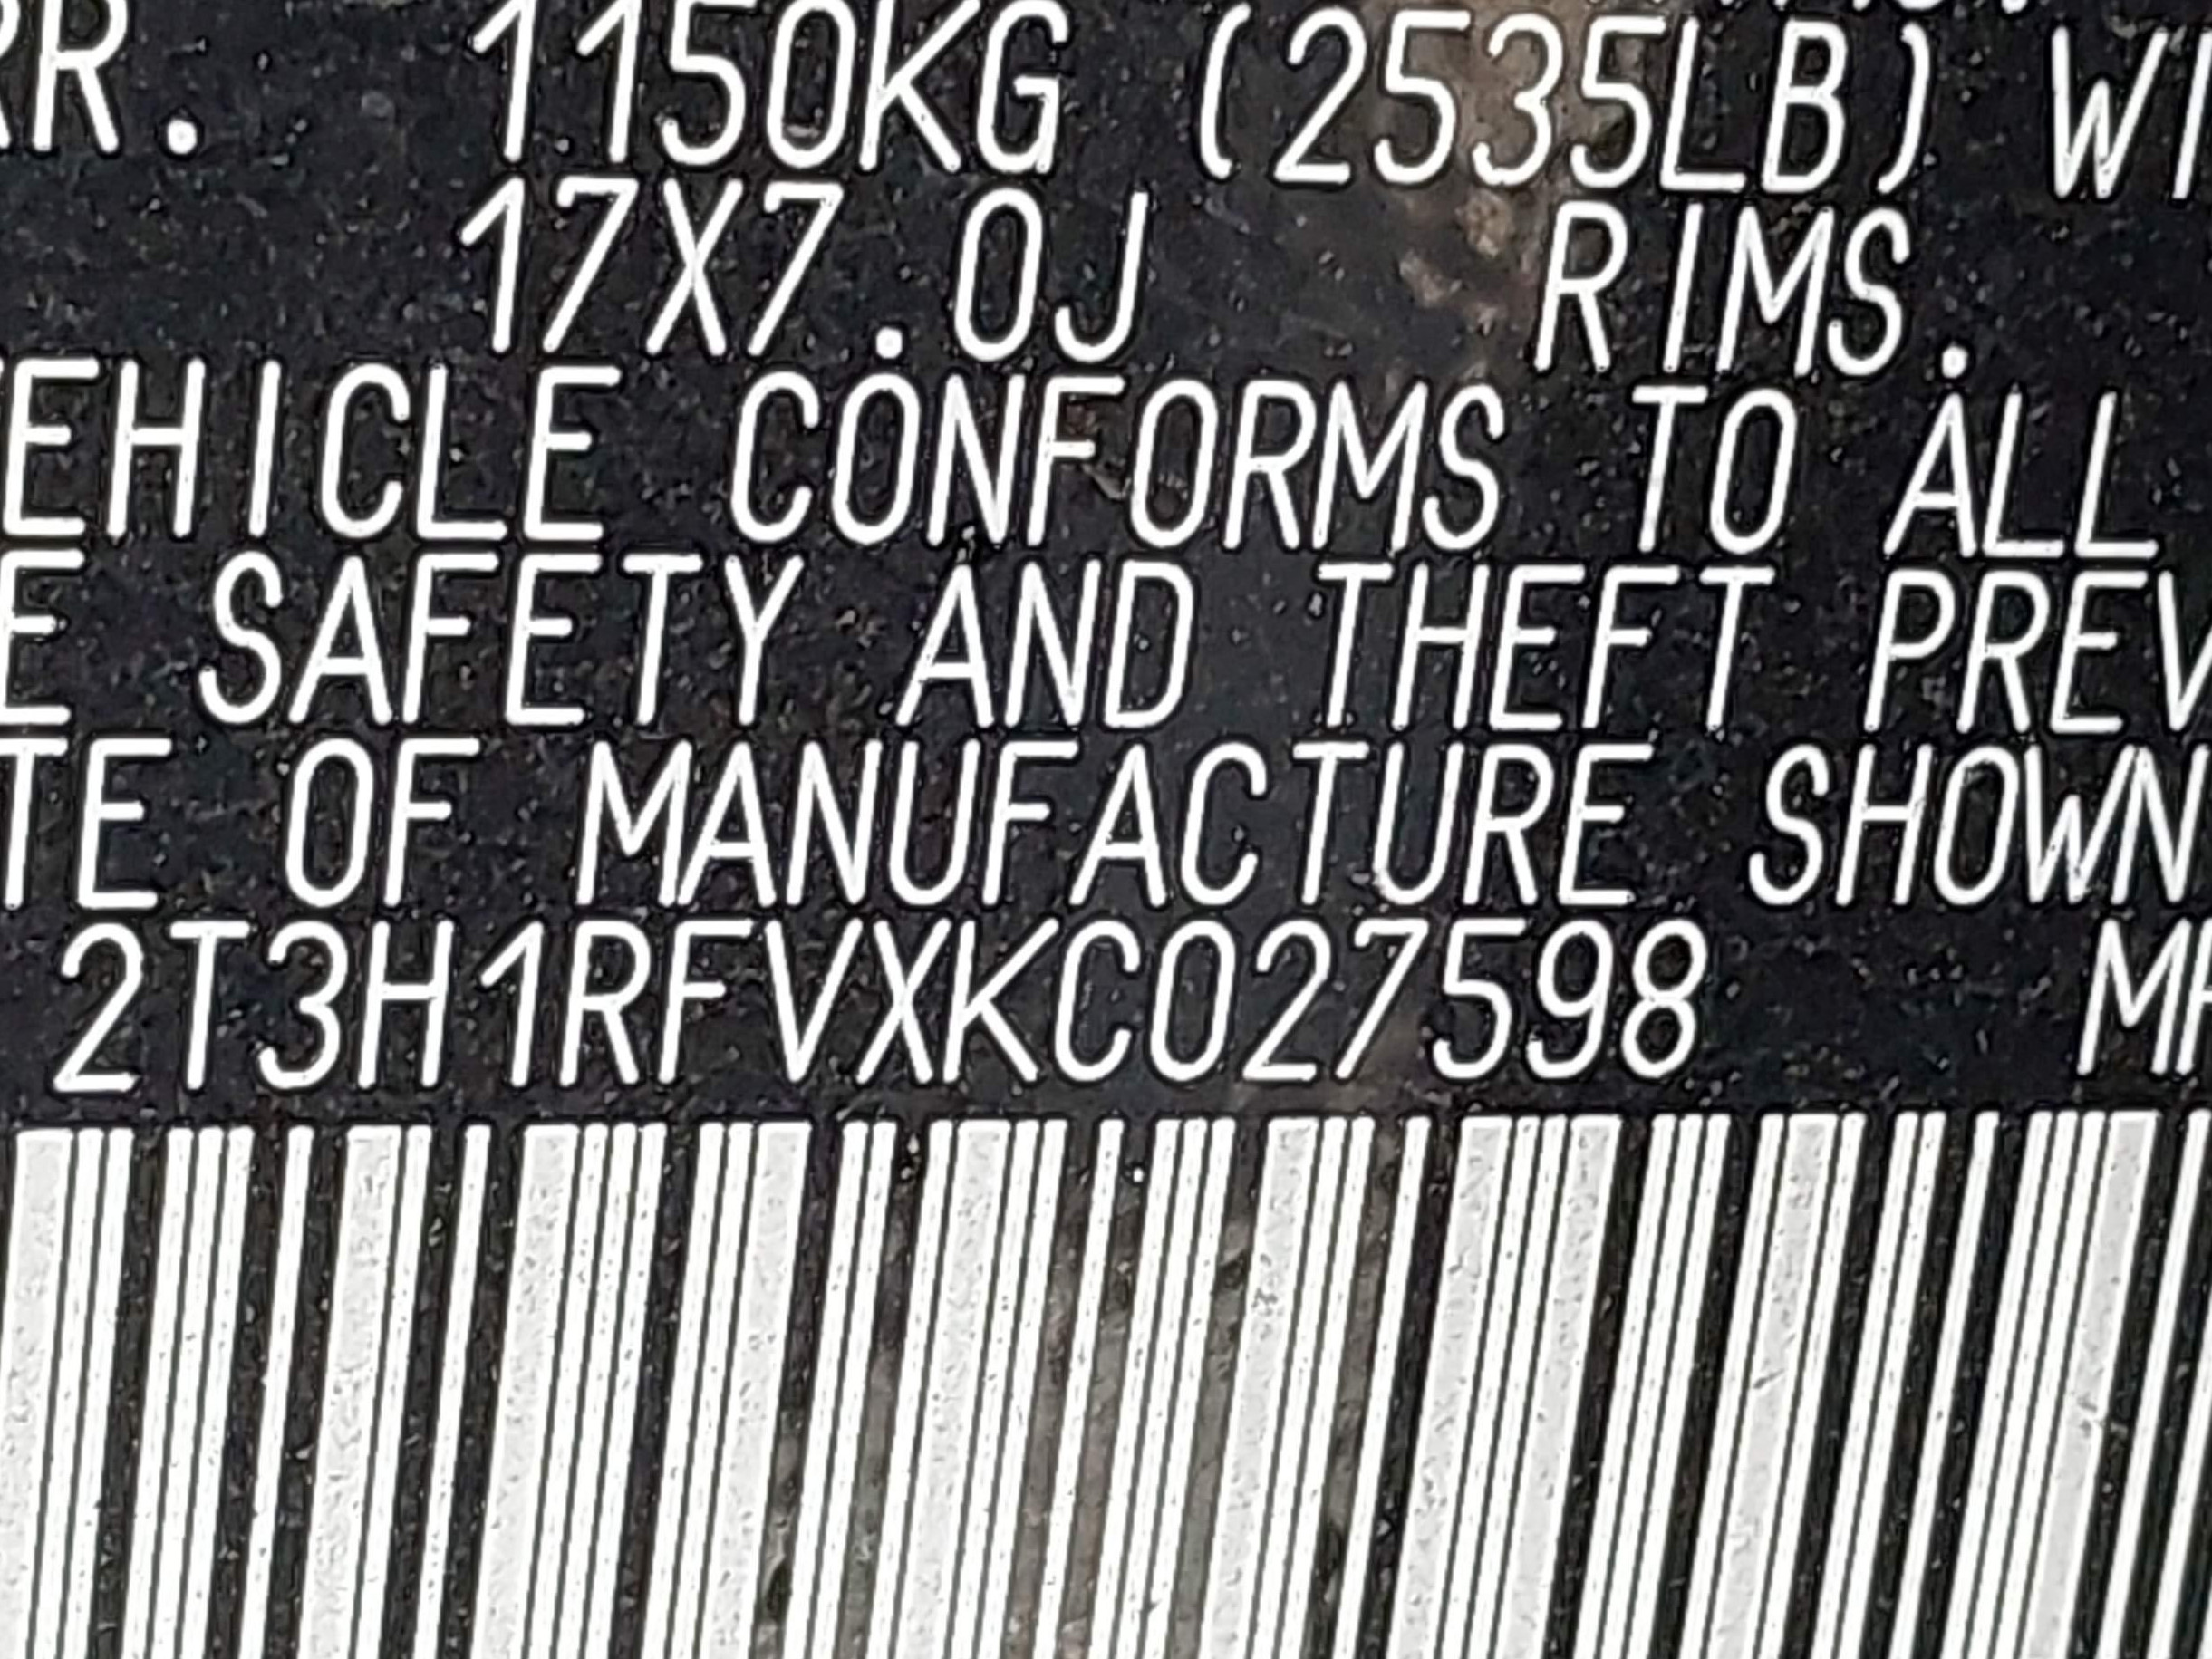 RR. 1150KG (2535LB) WI
17X7.0J RIMS.
EHICLE CONFORMS TO ALL
E SAFETY AND THEFT PREV
TE OF MANUFACTURE SHOWN
2T3H1RFVXKC027598 M